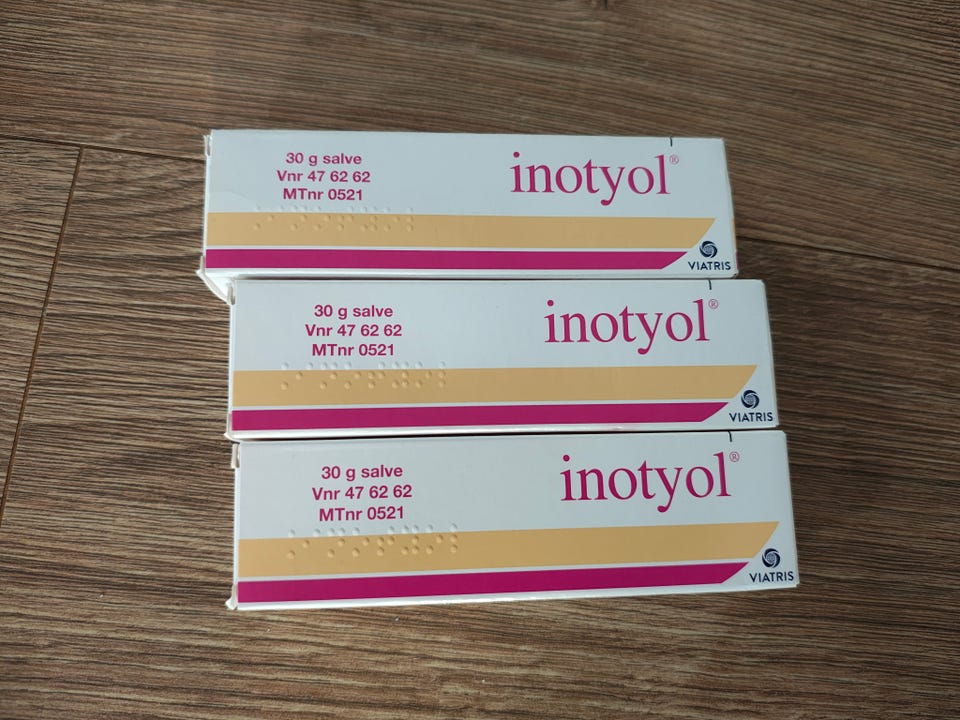 30 g salve
Vnr 47 62 62
MTnr 0521
inotyol®
VIATRIS
30 g salve
Vnr 47 62 62
MTnr 0521
inotyol®
VIATRIS
30 g salve
Vnr 47 62 62
MTnr 0521
inotyol®
VIATRIS